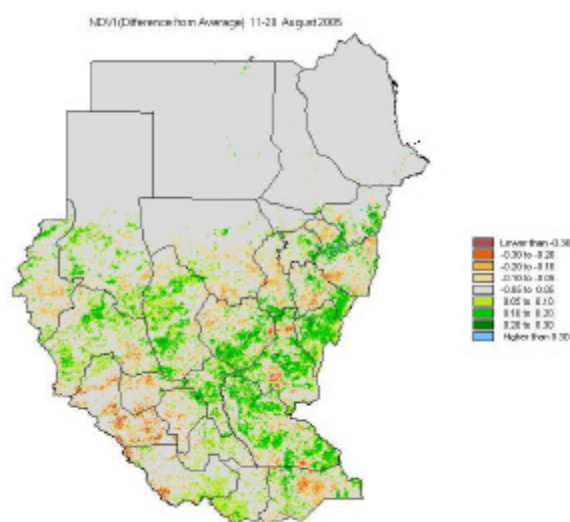 NDVI(Difference from Average) 11-20 August 2005
Lower than -0.30
-0.30 to -0.20
-0.20 to -0.10
-0.10 to -0.05
-0.05 to 0.05
0.05 to 0.10
0.10 to 0.20
0.20 to 0.30
Higher than 0.30